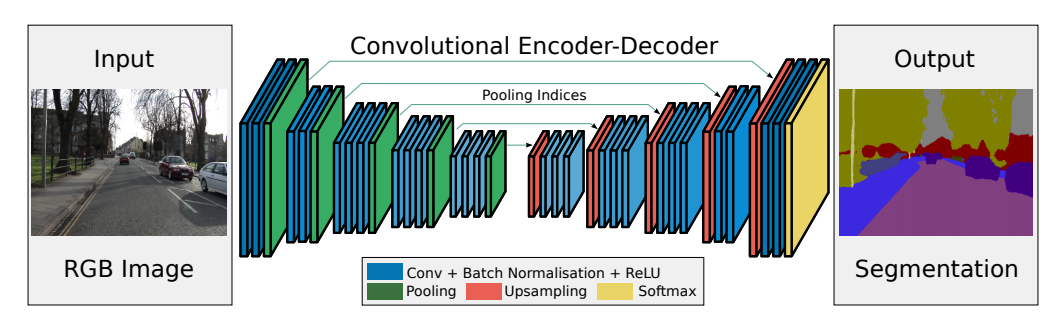 Input
RGB Image
Convolutional Encoder-Decoder
Pooling Indices
Conv + Batch Normalisation + ReLU
Pooling
Upsampling
Softmax
Output
Segmentation